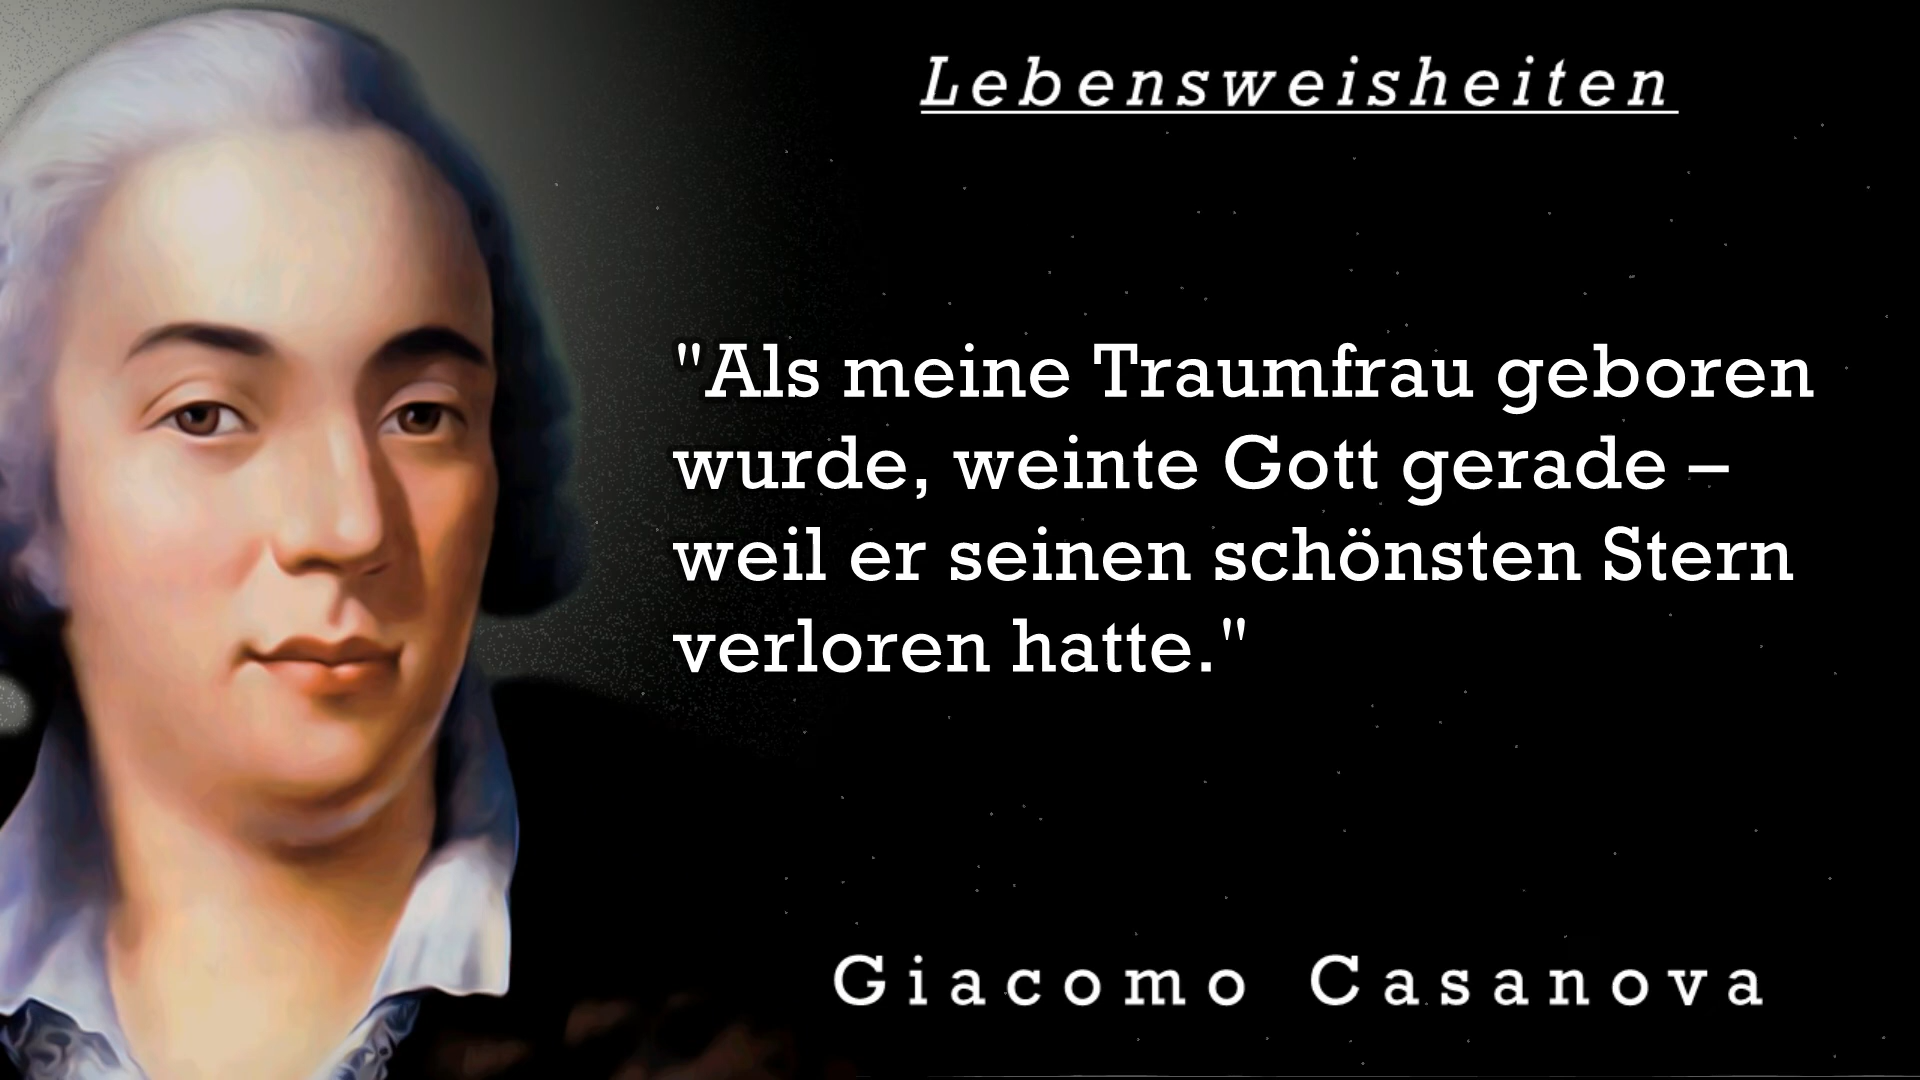 Lebensweisheiten
"Als meine Traumfrau geboren
wurde, weinte Gott gerade –
weil er seinen schönsten Stern
verloren hatte."
Giacomo Casanova